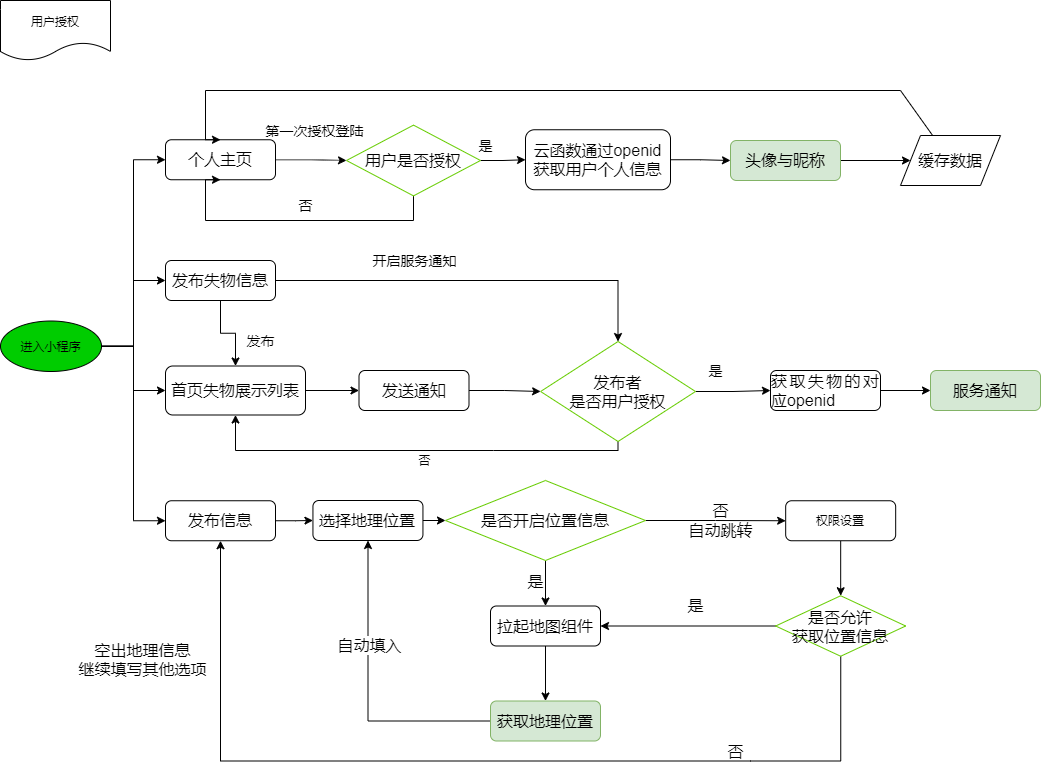 用户授权
第一次授权登陆
个人主页
用户是否授权
是
云函数通过openid
获取用户个人信息
头像与昵称
缓存数据
否
开启服务通知
发布失物信息
发布
进入小程序
首页失物展示列表
发送通知
发布者
是否用户授权
是
获取失物的对
应openid
服务通知
否
发布信息
选择地理位置
是否开启位置信息
否
自动跳转
权限设置
是
拉起地图组件
是
是否允许
获取位置信息
自动填入
空出地理信息
继续填写其他选项
获取地理位置
否